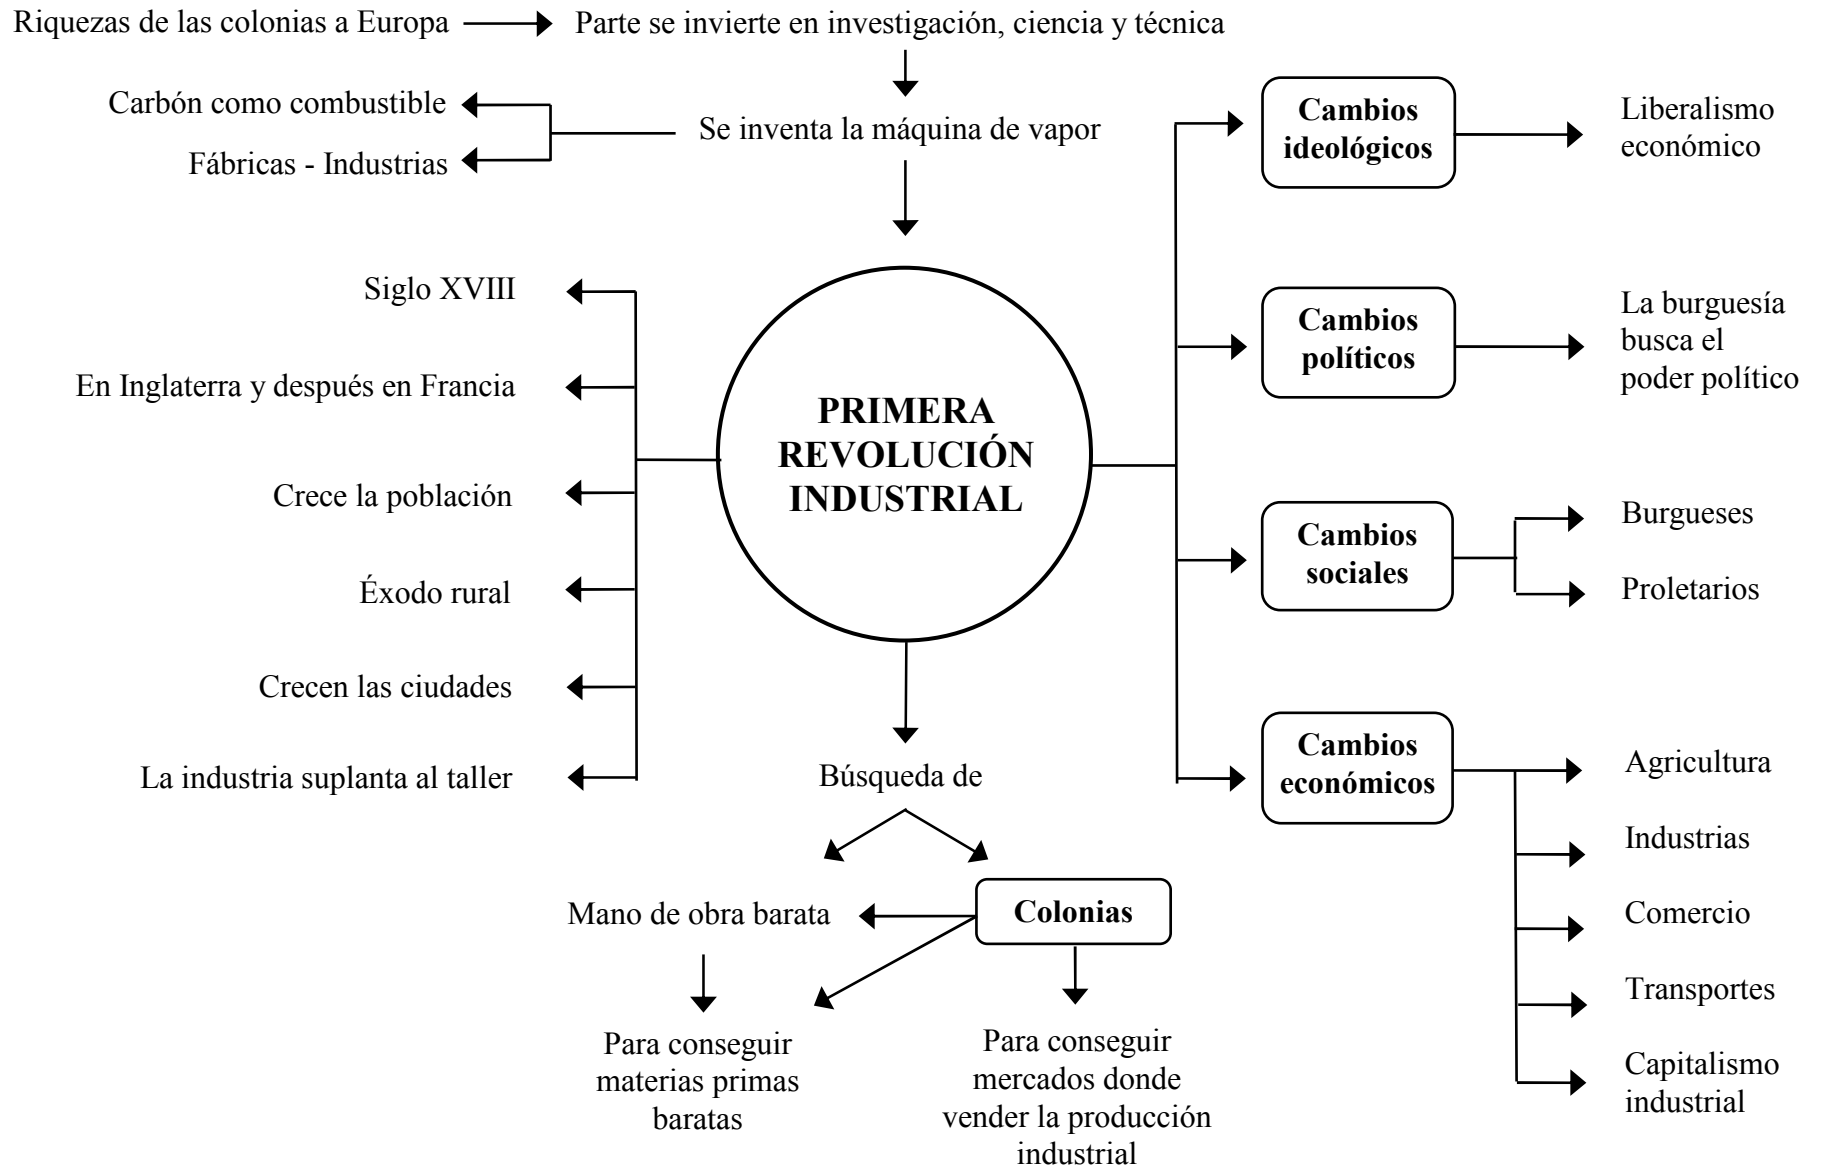 Riquezas de las colonias a Europa
Parte se invierte en investigación, ciencia y técnica
Carbón como combustible
Fábricas - Industrias
Se inventa la máquina de vapor
Siglo XVIII
En Inglaterra y después en Francia
Crece la población
Éxodo rural
Crecen las ciudades
La industria suplanta al taller
PRIMERA
REVOLUCIÓN
INDUSTRIAL
Cambios
ideológicos
Liberalismo
económico
Cambios
políticos
La burguesía
busca el
poder político
Cambios
sociales
Burgueses
Proletarios
Cambios
económicos
Agricultura
Industrias
Comercio
Transportes
Capitalismo
industrial
Búsqueda de
Mano de obra barata
Colonias
Para conseguir
materias primas
baratas
Para conseguir
mercados donde
vender la producción
industrial